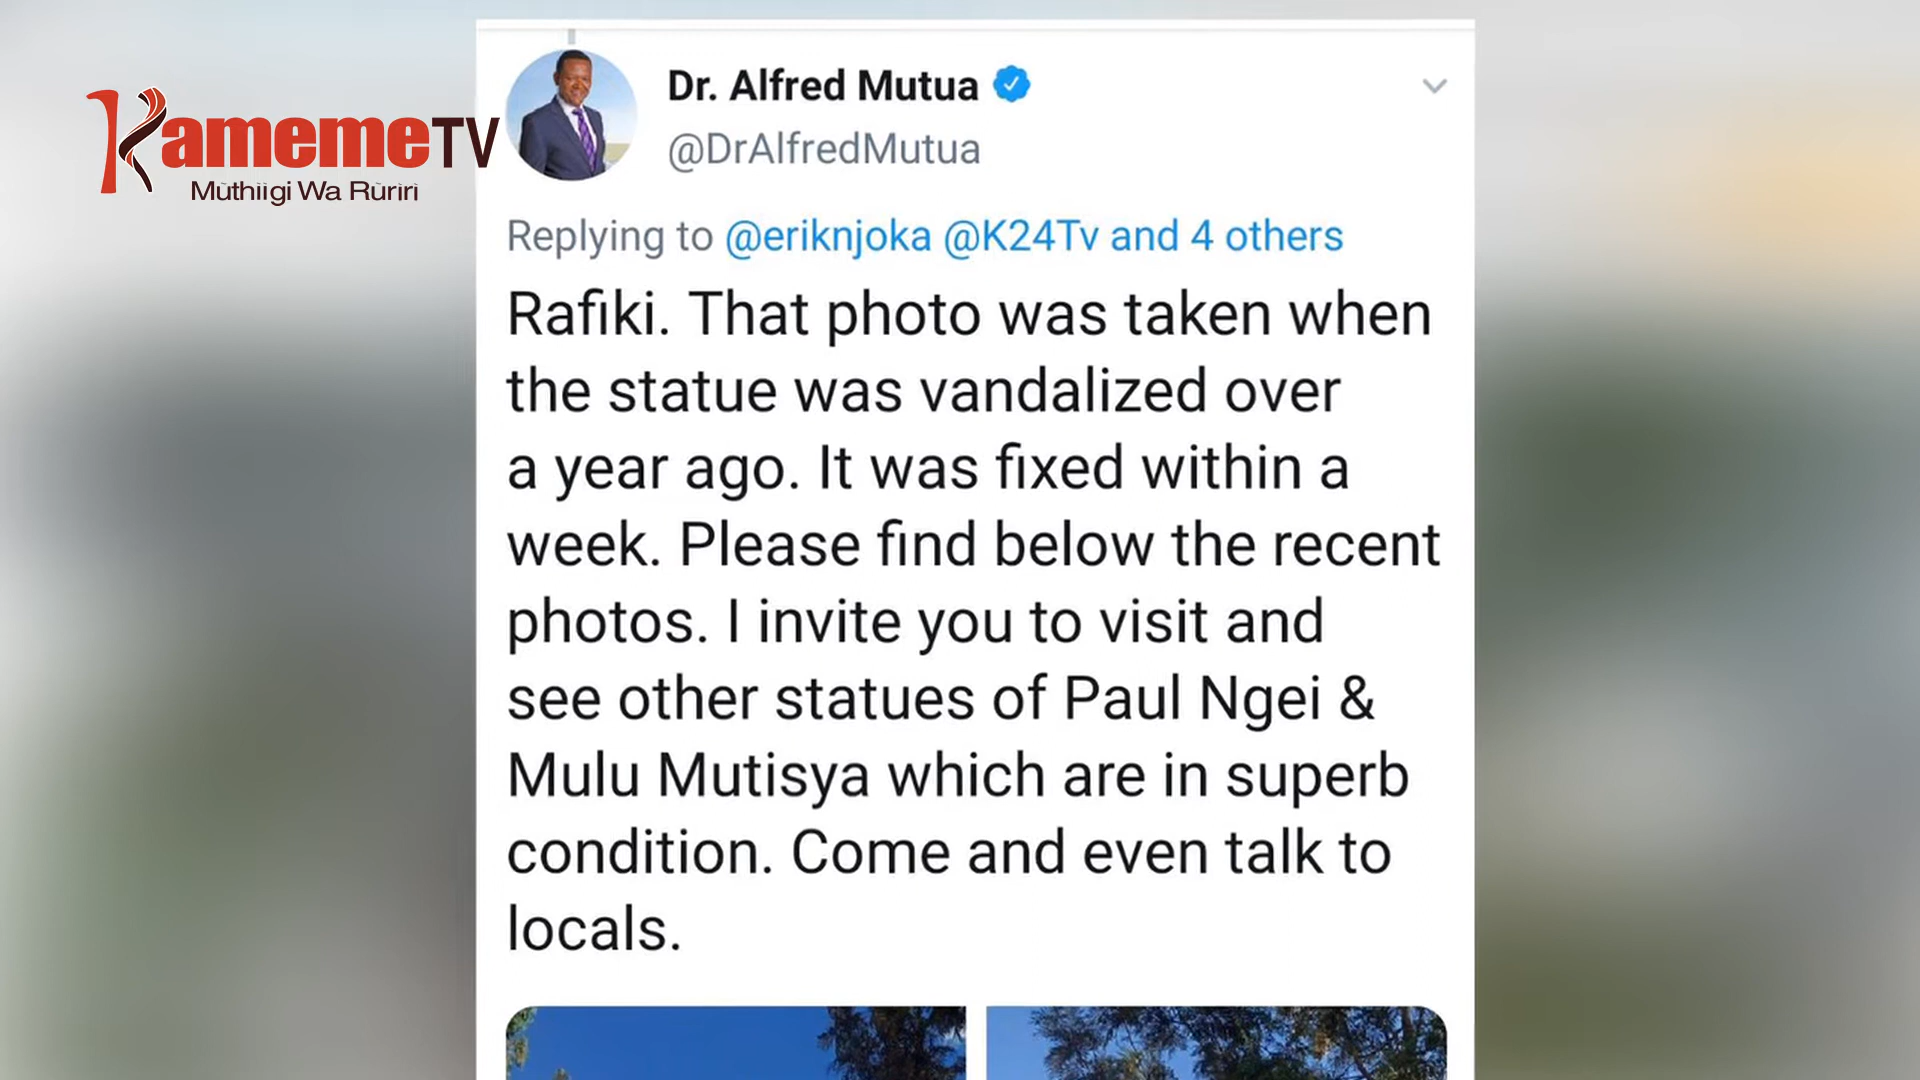 KamemeTV
Mũthiigi Wa Rũrĩrĩ
Dr. Alfred Mutua
@DrAlfredMutua
Replying to @eriknjoka @K24Tv and 4 others
Rafiki. That photo was taken when
the statue was vandalized over
a year ago. It was fixed within a
week. Please find below the recent
photos. I invite you to visit and
see other statues of Paul Ngei &
Mulu Mutisya which are in superb
condition. Come and even talk to
locals.